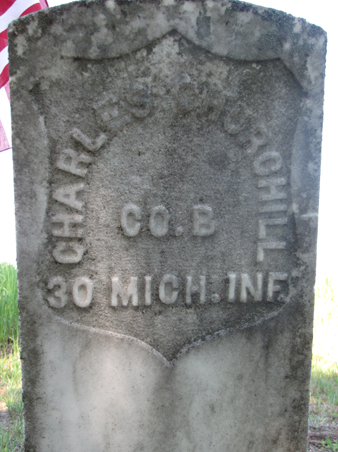 CHARLES CHURCHILL
CO. B
30 MICH. INF.